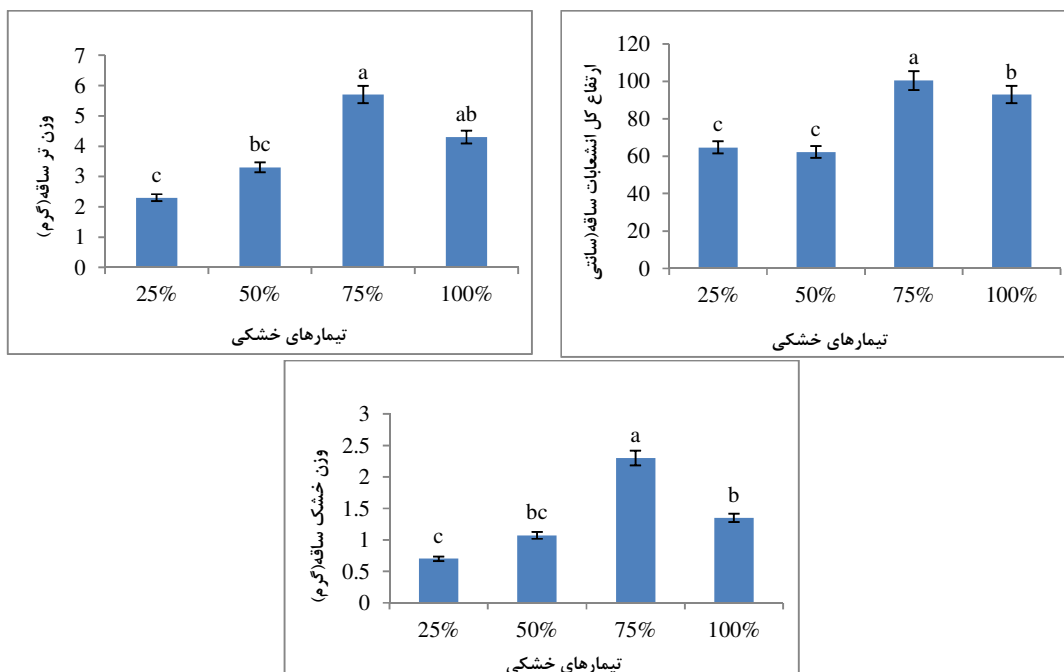 7
6
5
4
3
2
1
0
وزن تر ساقه(گرم)
c
bc
a
ab
25% 50% 75% 100%
تیمارهای خشکی
120
100
80
60
40
20
0
ارتفاع کل انشعابات ساقه(سانتی
c
c
a
b
25% 50% 75% 100%
تیمارهای خشکی
3
2.5
2
1.5
1
0.5
0
وزن خشک ساقه(گرم)
c
bc
a
b
25% 50% 75% 100%
تیمارهای خشکی